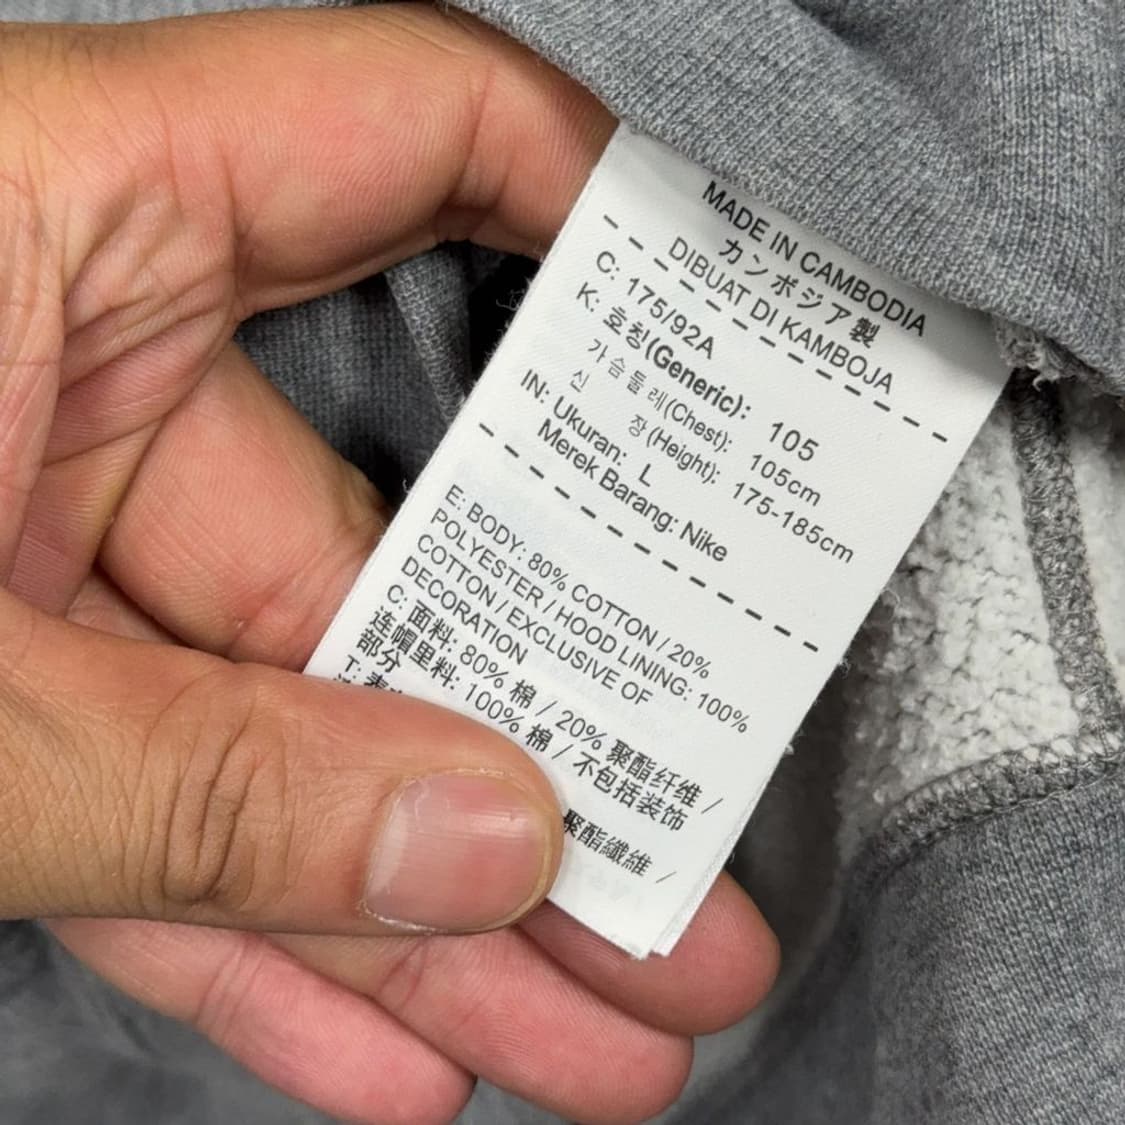 MADE IN CAMBODIA
カンボジア製
DIBUAT DI KAMBOJA
C: 175/92A
K: 호칭(Generic): 105
가슴둘레(Chest): 105cm
신 장(Height): 175-185cm
IN: Ukuran: L
Merek Barang: Nike
E: BODY: 80% COTTON / 20%
POLYESTER / HOOD LINING: 100%
COTTON / EXCLUSIVE OF
DECORATION
C: 面料: 80% 棉 / 20% 聚酯纤维 /
连帽里料: 100% 棉 / 不包括装饰
部分
T: 表 聚酯纖維 /